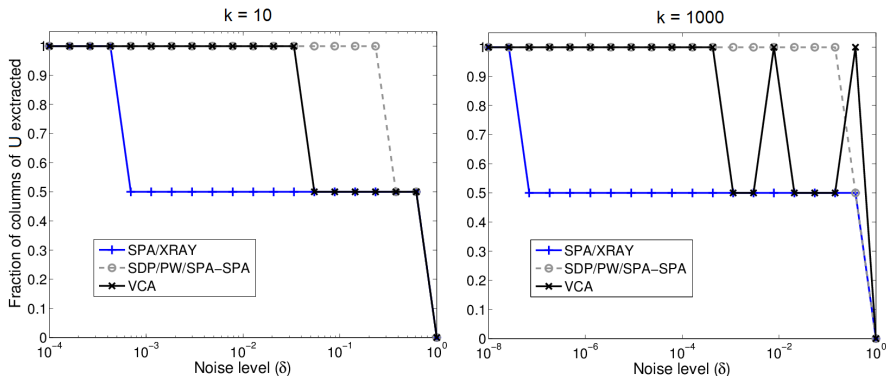 k = 10
Fraction of columns of U exctracted
1
0.9
0.8
0.7
0.6
0.5
0.4
0.3
0.2
0.1
0
SPA/XRAY
SDP/PW/SPA-SPA
VCA
10^-4 10^-3 10^-2 10^-1 10^0
Noise level (δ)
k = 1000
1
0.9
0.8
0.7
0.6
0.5
0.4
0.3
0.2
0.1
0
SPA/XRAY
SDP/PW/SPA-SPA
VCA
10^-8 10^-6 10^-4 10^-2 10^0
Noise level (δ)